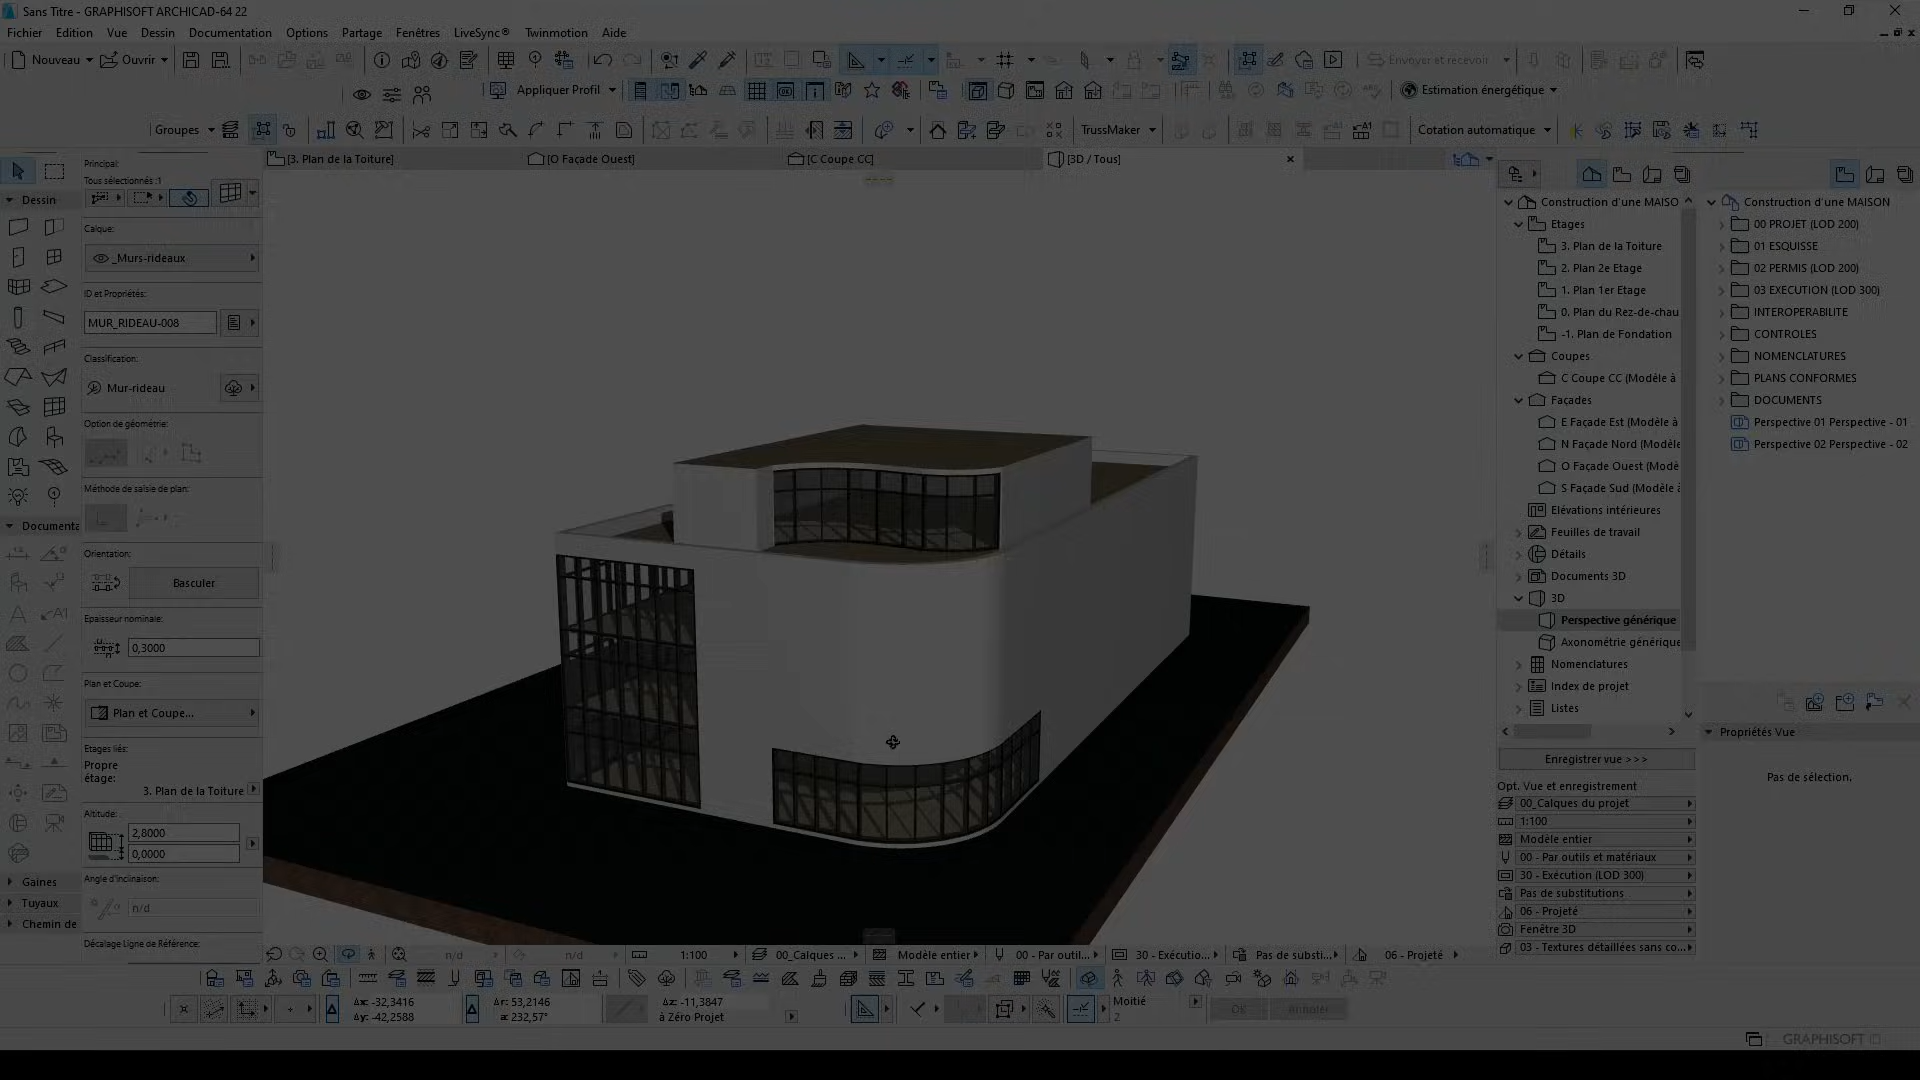 Sans Titre - GRAPHISOFT ARCHICAD-64 22
Fichier Edition Vue Dessin Documentation Options Partage Fenêtres LiveSync® Twinmotion Aide
Nouveau Ouvrir Envoyer et recevoir
Appliquer Profil Estimation énergétique
Groupes TrussMaker Cotation automatique
[3. Plan de la Toiture] [O Façade Ouest] [C Coupe CC] [3D / Tous]
Principal:
Tous sélectionnés :1
Dessin
Calque:
_Murs-rideaux
ID et Propriétés:
MUR_RIDEAU-008
Classification:
Mur-rideau
Option de géométrie:
Méthode de saisie de plan:
Documenta
Orientation:
Basculer
Epaisseur nominale:
0,3000
Plan et Coupe:
Plan et Coupe...
Etages liés:
Propre
étage:
3. Plan de la Toiture
Altitude:
2,8000
0,0000
Angle d'inclinaison:
n/d
Décalage Ligne de Référence:
Gaines
Tuyaux
Chemin de
Construction d'une MAISO
Etages
3. Plan de la Toiture
2. Plan 2e Etage
1. Plan 1er Etage
0. Plan du Rez-de-chau
-1. Plan de Fondation
Coupes
C Coupe CC (Modèle à
Façades
E Façade Est (Modèle à
N Façade Nord (Modèle
O Façade Ouest (Modè
S Façade Sud (Modèle à
Elévations intérieures
Feuilles de travail
Détails
Documents 3D
3D
Perspective générique
Axonométrie générique
Nomenclatures
Index de projet
Listes
Enregistrer vue > > >
Opt. Vue et enregistrement
00_Calques du projet
1:100
Modèle entier
00 - Par outils et matériaux
30 - Exécution (LOD 300)
Pas de substitutions
06 - Projeté
Fenêtre 3D
03 - Textures détaillées sans co...
Construction d'une MAISON
00 PROJET (LOD 200)
01 ESQUISSE
02 PERMIS (LOD 200)
03 EXECUTION (LOD 300)
INTEROPERABILITE
CONTROLES
NOMENCLATURES
PLANS CONFORMES
DOCUMENTS
Perspective 01 Perspective - 01
Perspective 02 Perspective - 02
Propriétés Vue
Pas de sélection.
n/d n/d 1:100 00_Calques ... Modèle entier 00 - Par outil... 30 - Exécutio... Pas de substi... 06 - Projeté
Δx: -32,3416 Δr: 53,2146 Δz: -11,3847 Moitié
Δy: -42,2588 a: 232,57° à Zéro Projet 2 OK Annuler
GRAPHISOFT